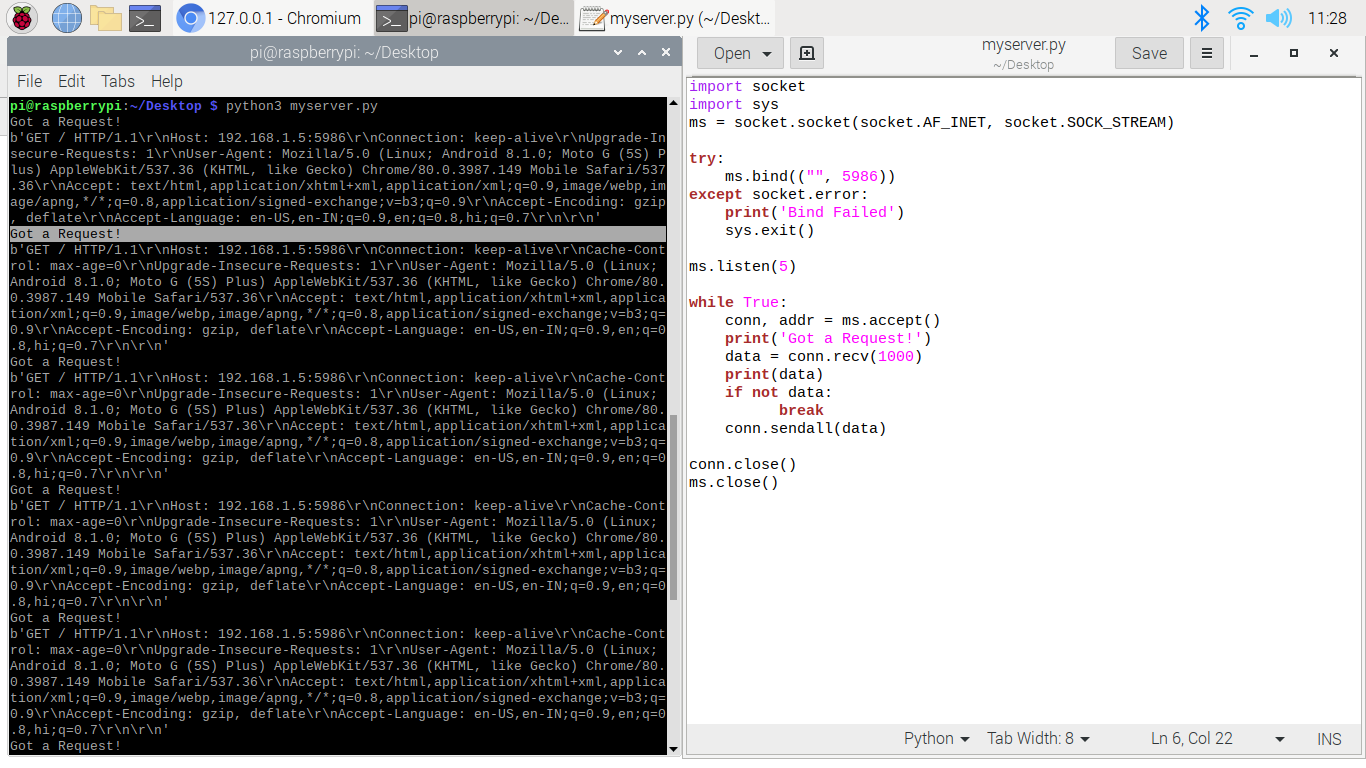 127.0.0.1 - Chromium
pi@raspberrypi: ~/De...
myserver.py (~/Deskt...
11:28
pi@raspberrypi: ~/Desktop
File Edit Tabs Help
pi@raspberrypi:~/Desktop $ python3 myserver.py
Got a Request!
b'GET / HTTP/1.1\r\nHost: 192.168.1.5:5986\r\nConnection: keep-alive\r\nUpgrade-In
secure-Requests: 1\r\nUser-Agent: Mozilla/5.0 (Linux; Android 8.1.0; Moto G (5S) P
lus) AppleWebKit/537.36 (KHTML, like Gecko) Chrome/80.0.3987.149 Mobile Safari/537
.36\r\nAccept: text/html,application/xhtml+xml,application/xml;q=0.9,image/webp,im
age/apng,*/*;q=0.8,application/signed-exchange;v=b3;q=0.9\r\nAccept-Encoding: gzip
, deflate\r\nAccept-Language: en-US,en-IN;q=0.9,en;q=0.8,hi;q=0.7\r\n\r\n'
Got a Request!
b'GET / HTTP/1.1\r\nHost: 192.168.1.5:5986\r\nConnection: keep-alive\r\nCache-Cont
rol: max-age=0\r\nUpgrade-Insecure-Requests: 1\r\nUser-Agent: Mozilla/5.0 (Linux;
Android 8.1.0; Moto G (5S) Plus) AppleWebKit/537.36 (KHTML, like Gecko) Chrome/80.
0.3987.149 Mobile Safari/537.36\r\nAccept: text/html,application/xhtml+xml,applica
tion/xml;q=0.9,image/webp,image/apng,*/*;q=0.8,application/signed-exchange;v=b3;q=
0.9\r\nAccept-Encoding: gzip, deflate\r\nAccept-Language: en-US,en-IN;q=0.9,en;q=0
.8,hi;q=0.7\r\n\r\n'
Got a Request!
b'GET / HTTP/1.1\r\nHost: 192.168.1.5:5986\r\nConnection: keep-alive\r\nCache-Cont
rol: max-age=0\r\nUpgrade-Insecure-Requests: 1\r\nUser-Agent: Mozilla/5.0 (Linux;
Android 8.1.0; Moto G (5S) Plus) AppleWebKit/537.36 (KHTML, like Gecko) Chrome/80.
0.3987.149 Mobile Safari/537.36\r\nAccept: text/html,application/xhtml+xml,applica
tion/xml;q=0.9,image/webp,image/apng,*/*;q=0.8,application/signed-exchange;v=b3;q=
0.9\r\nAccept-Encoding: gzip, deflate\r\nAccept-Language: en-US,en-IN;q=0.9,en;q=0
.8,hi;q=0.7\r\n\r\n'
Got a Request!
b'GET / HTTP/1.1\r\nHost: 192.168.1.5:5986\r\nConnection: keep-alive\r\nCache-Cont
rol: max-age=0\r\nUpgrade-Insecure-Requests: 1\r\nUser-Agent: Mozilla/5.0 (Linux;
Android 8.1.0; Moto G (5S) Plus) AppleWebKit/537.36 (KHTML, like Gecko) Chrome/80.
0.3987.149 Mobile Safari/537.36\r\nAccept: text/html,application/xhtml+xml,applica
tion/xml;q=0.9,image/webp,image/apng,*/*;q=0.8,application/signed-exchange;v=b3;q=
0.9\r\nAccept-Encoding: gzip, deflate\r\nAccept-Language: en-US,en-IN;q=0.9,en;q=0
.8,hi;q=0.7\r\n\r\n'
Got a Request!
b'GET / HTTP/1.1\r\nHost: 192.168.1.5:5986\r\nConnection: keep-alive\r\nCache-Cont
rol: max-age=0\r\nUpgrade-Insecure-Requests: 1\r\nUser-Agent: Mozilla/5.0 (Linux;
Android 8.1.0; Moto G (5S) Plus) AppleWebKit/537.36 (KHTML, like Gecko) Chrome/80.
0.3987.149 Mobile Safari/537.36\r\nAccept: text/html,application/xhtml+xml,applica
tion/xml;q=0.9,image/webp,image/apng,*/*;q=0.8,application/signed-exchange;v=b3;q=
0.9\r\nAccept-Encoding: gzip, deflate\r\nAccept-Language: en-US,en-IN;q=0.9,en;q=0
.8,hi;q=0.7\r\n\r\n'
Got a Request!
Open
myserver.py
~/Desktop
Save
import socket
import sys
ms = socket.socket(socket.AF_INET, socket.SOCK_STREAM)
try:
    ms.bind(("", 5986))
except socket.error:
    print('Bind Failed')
    sys.exit()
ms.listen(5)
while True:
    conn, addr = ms.accept()
    print('Got a Request!')
    data = conn.recv(1000)
    print(data)
    if not data:
          break
    conn.sendall(data)
conn.close()
ms.close()
Python
Tab Width: 8
Ln 6, Col 22
INS